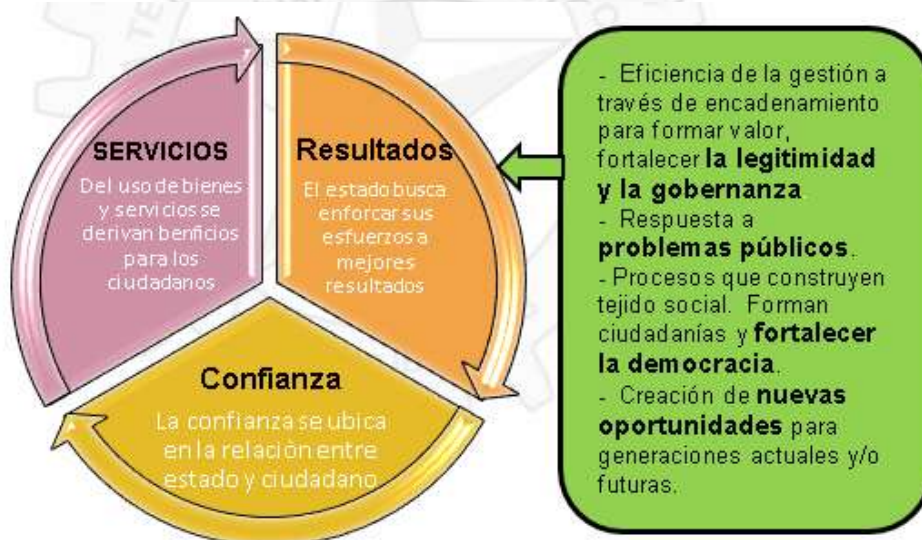 SERVICIOS
Del uso de bienes
y servicios se
derivan benficios
para los
ciudadanos
Resultados
El estado busca
enforcar sus
esfuerzos a
mejores
resultados
Confianza
La confianza se ubica
en la relaciòn entre
estado y ciudadano
- Eficiencia de la gestión a
través de encadenamiento
para formar valor,
fortalecer la legitimidad
y la gobernanza
- Respuesta a
problemas públicos.
- Procesos que construyen
tejido social. Forman
ciudadanías y fortalecer
la democracia.
- Creación de nuevas
oportunidades para
generaciones actuales y/o
futuras.